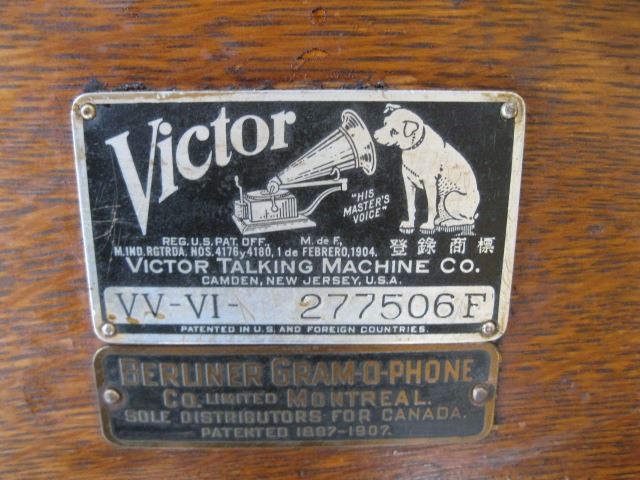 Victor
"HIS
MASTER'S
VOICE"
REG. U.S. PAT. OFF. M. de F.
M. IND. RGTRDA. NOS. 4176 y 4180, 1 de FEBRERO, 1904. 登錄商標
VICTOR TALKING MACHINE CO.
CAMDEN, NEW JERSEY, U.S.A.
VV-VI- 277506 F
PATENTED IN U.S. AND FOREIGN COUNTRIES.
BERLINER GRAM-O-PHONE
CO. LIMITED MONTREAL.
SOLE DISTRIBUTORS FOR CANADA.
PATENTED 1897-1907.